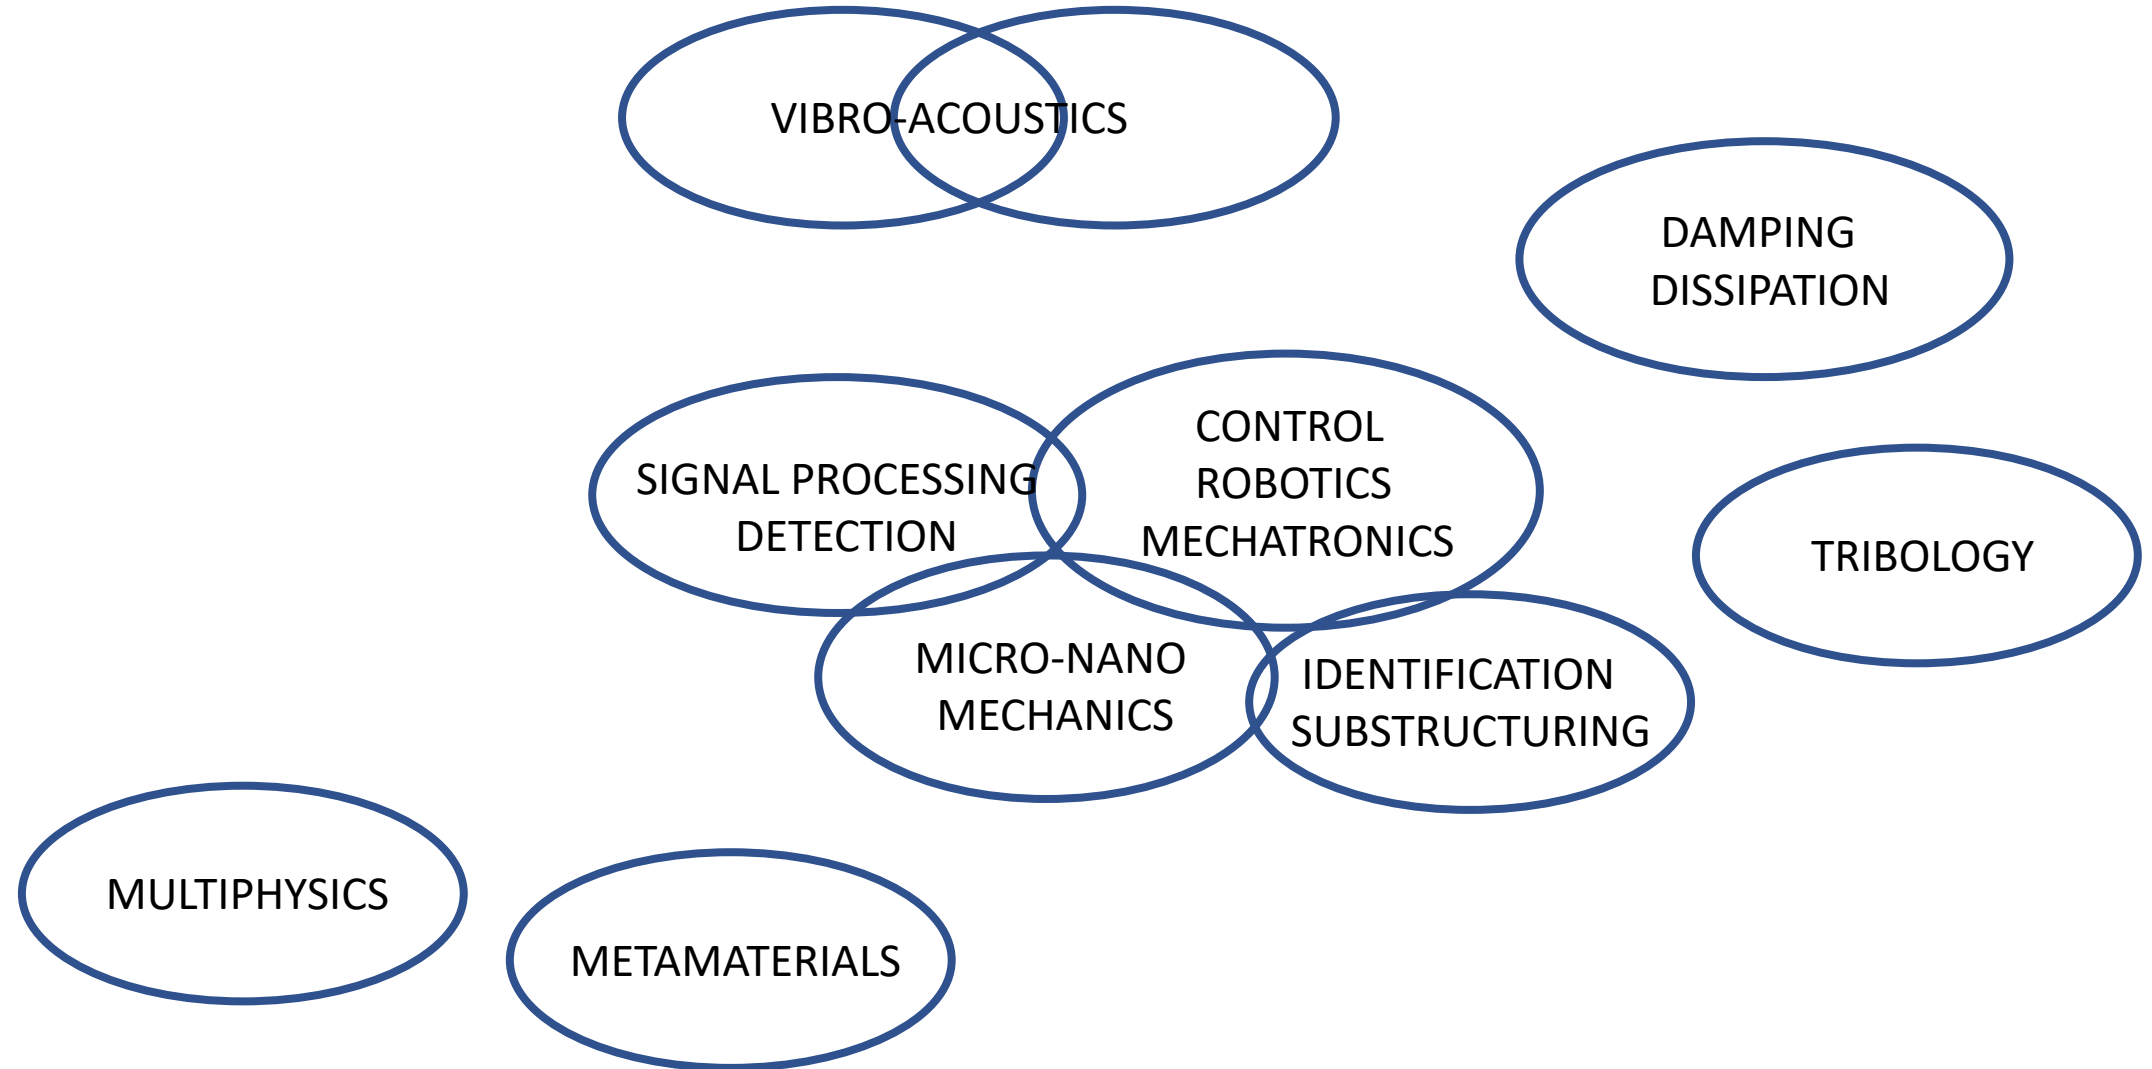 VIBRO-ACOUSTICS
DAMPING
DISSIPATION
CONTROL
ROBOTICS
MECHATRONICS
SIGNAL PROCESSING
DETECTION
TRIBOLOGY
MICRO-NANO
MECHANICS
IDENTIFICATION
SUBSTRUCTURING
MULTIPHYSICS
METAMATERIALS